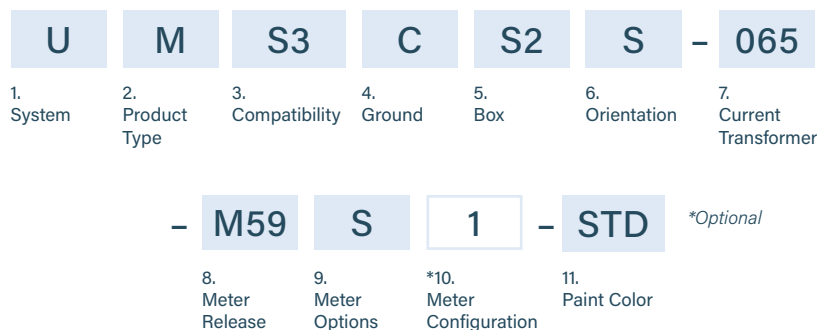 U M S3 C S2 S – 065
1. 2. 3. 4. 5. 6. 7.
System Product Compatibility Ground Box Orientation Current
Type Transformer
– M59 S 1 – STD *Optional
8. 9. *10. 11.
Meter Meter Meter Paint Color
Release Options Configuration